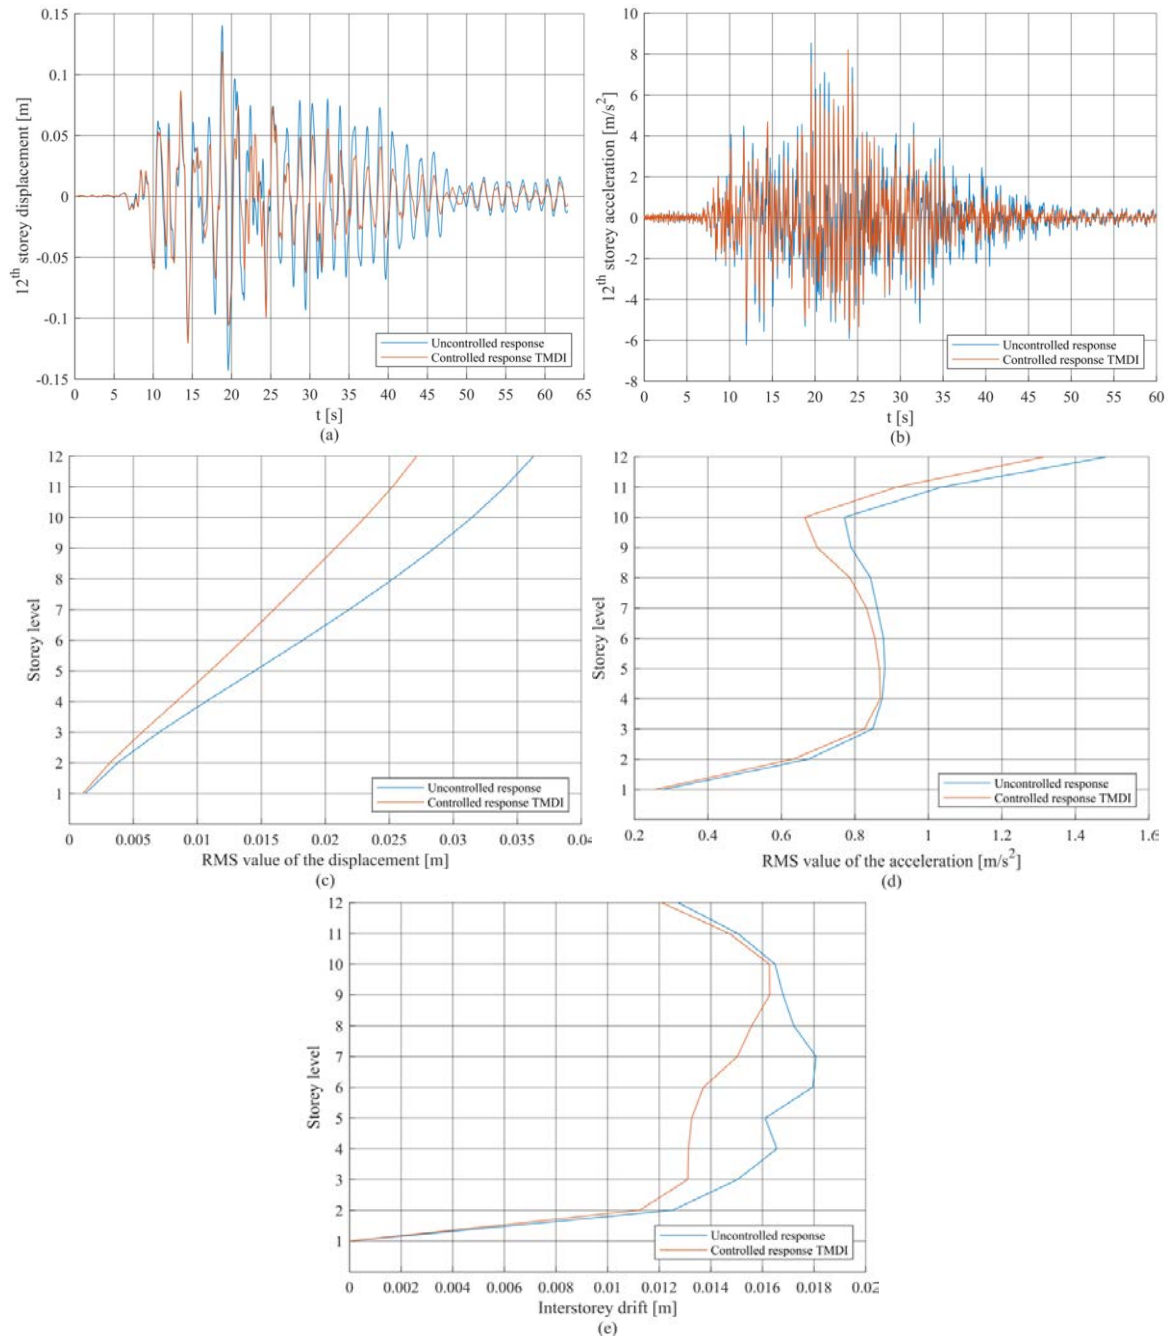 0.15
0.1
0.05
0
-0.05
-0.1
-0.15
12th storey displacement [m]
Uncontrolled response
Controlled response TMDI
0 5 10 15 20 25 30 35 40 45 50 55 60 65
t [s]
(a)
10
8
6
4
2
0
-2
-4
-6
-8
12th storey acceleration [m/s2]
Uncontrolled response
Controlled response TMDI
0 5 10 15 20 25 30 35 40 45 50 55 60
t [s]
(b)
12
11
10
9
8
7
6
5
4
3
2
1
Storey level
Uncontrolled response
Controlled response TMDI
0 0.005 0.01 0.015 0.02 0.025 0.03 0.035 0.04
RMS value of the displacement [m]
(c)
12
11
10
9
8
7
6
5
4
3
2
1
Storey level
Uncontrolled response
Controlled response TMDI
0.2 0.4 0.6 0.8 1 1.2 1.4 1.6
RMS value of the acceleration [m/s2]
(d)
12
11
10
9
8
7
6
5
4
3
2
1
Storey level
Uncontrolled response
Controlled response TMDI
0 0.002 0.004 0.006 0.008 0.01 0.012 0.014 0.016 0.018 0.02
Interstorey drift [m]
(e)